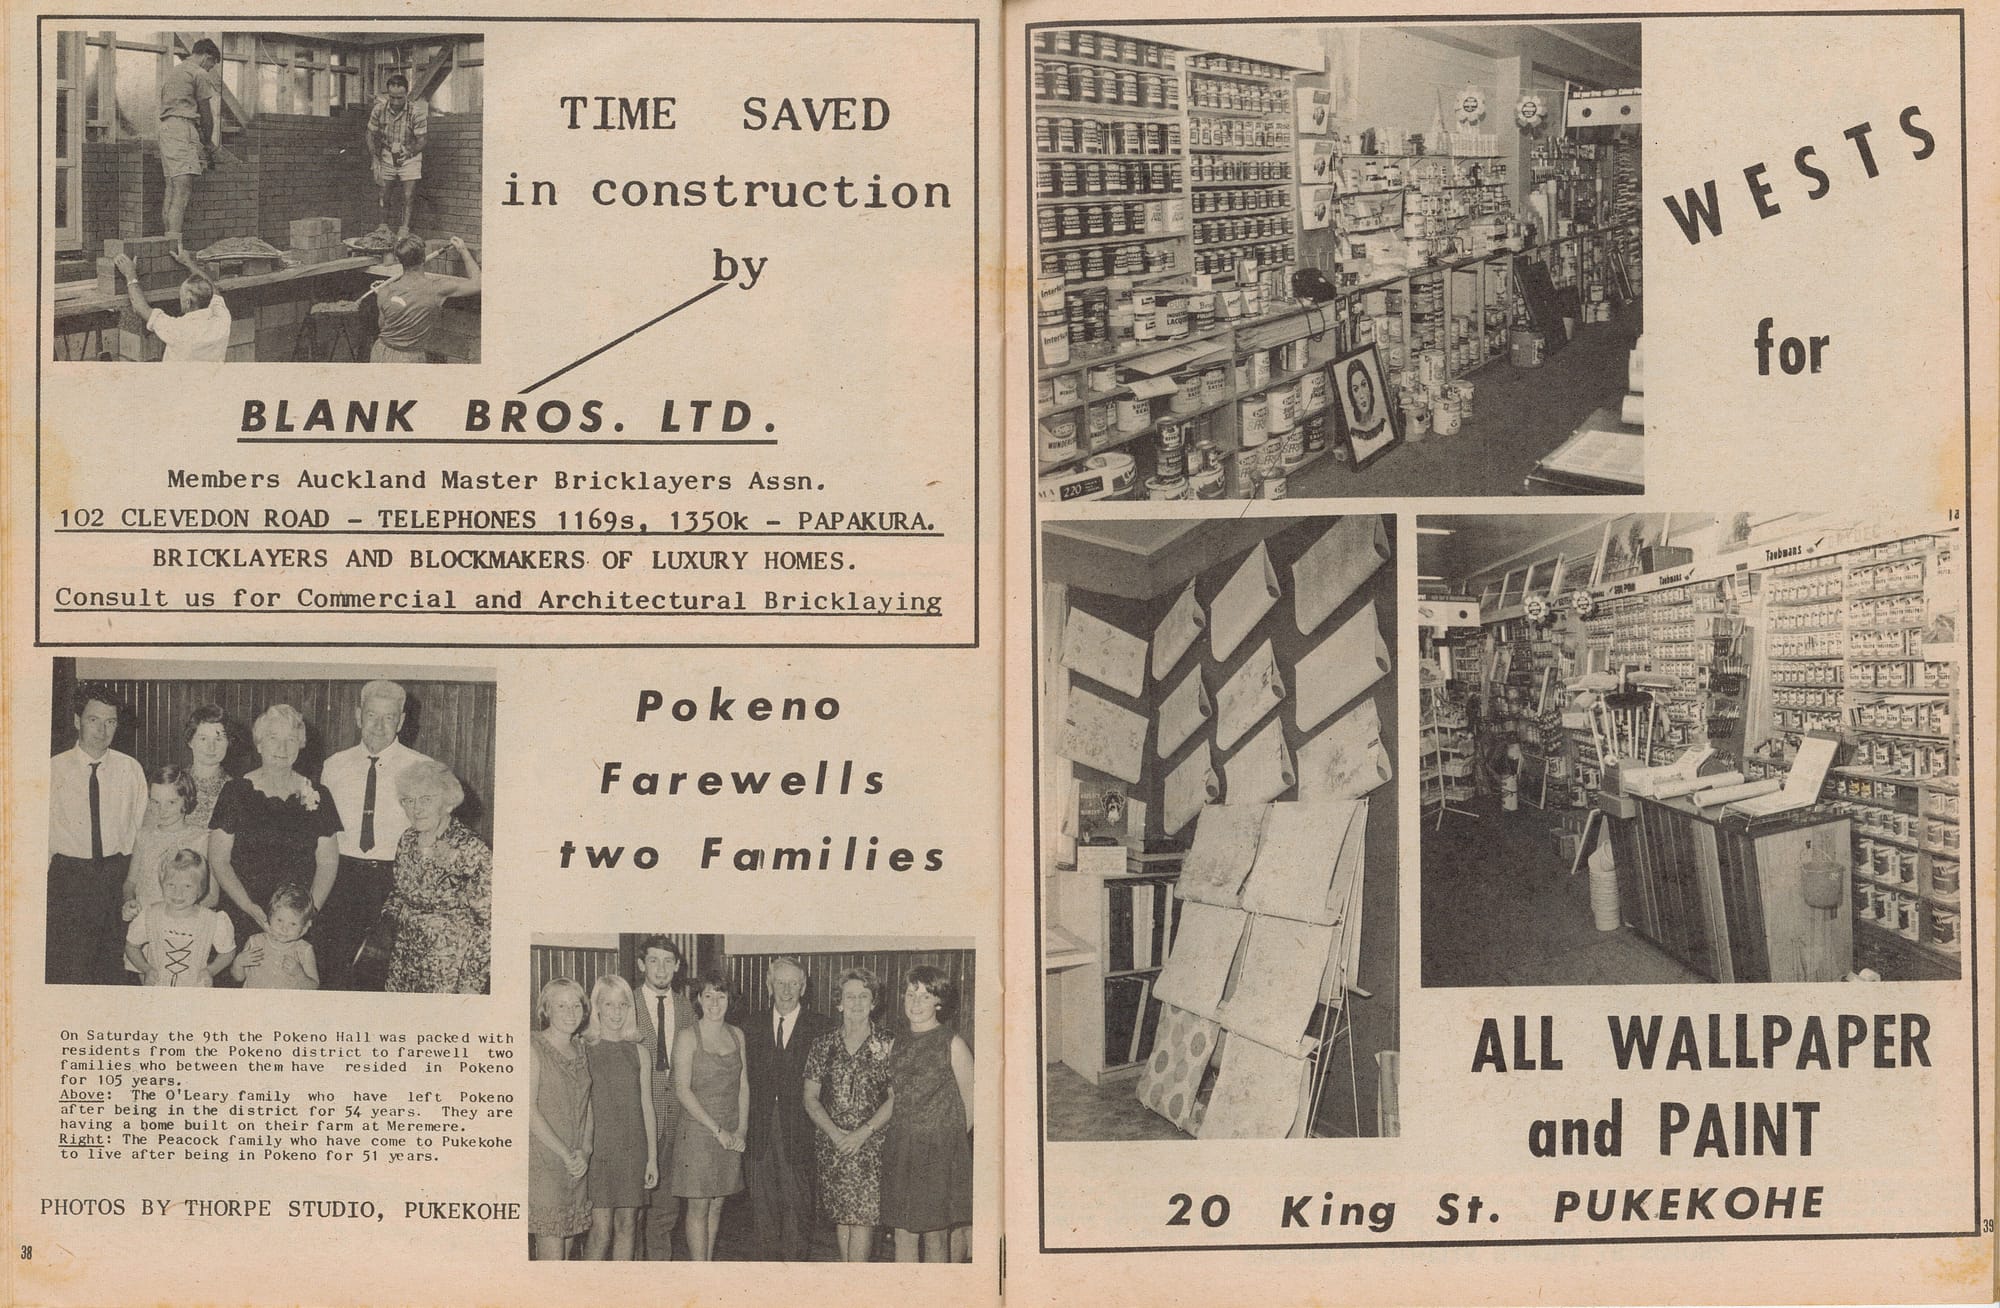 TIME SAVED
in construction
by
BLANK BROS. LTD.
Members Auckland Master Bricklayers Assn.
102 CLEVEDON ROAD – TELEPHONES 1169s, 1350k – PAPAKURA.
BRICKLAYERS AND BLOCKMAKERS OF LUXURY HOMES.
Consult us for Commercial and Architectural Bricklaying
Pokeno
Farewells
two Families
On Saturday the 9th the Pokeno Hall was packed with
residents from the Pokeno district to farewell two
families who between them have resided in Pokeno
for 105 years.
Above: The O'Leary family who have left Pokeno
after being in the district for 54 years. They are
having a home built on their farm at Meremere.
Right: The Peacock family who have come to Pukekohe
to live after being in Pokeno for 51 years.
PHOTOS BY THORPE STUDIO, PUKEKOHE
38
WESTS
for
220
Taubmans
Taubmans
ALL WALLPAPER
and PAINT
20 King St. PUKEKOHE
39